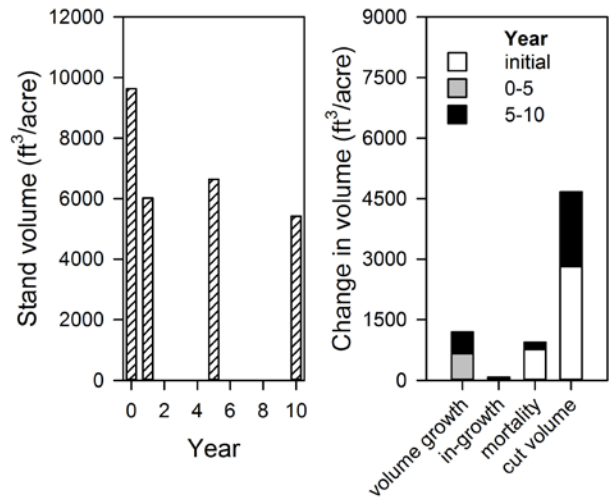 Stand volume (ft³/acre)
12000
10000
8000
6000
4000
2000
0
0 2 4 6 8 10
Year
Change in volume (ft³/acre)
9000
7500
6000
4500
3000
1500
0
Year
initial
0-5
5-10
volume growth
in-growth
mortality
cut volume